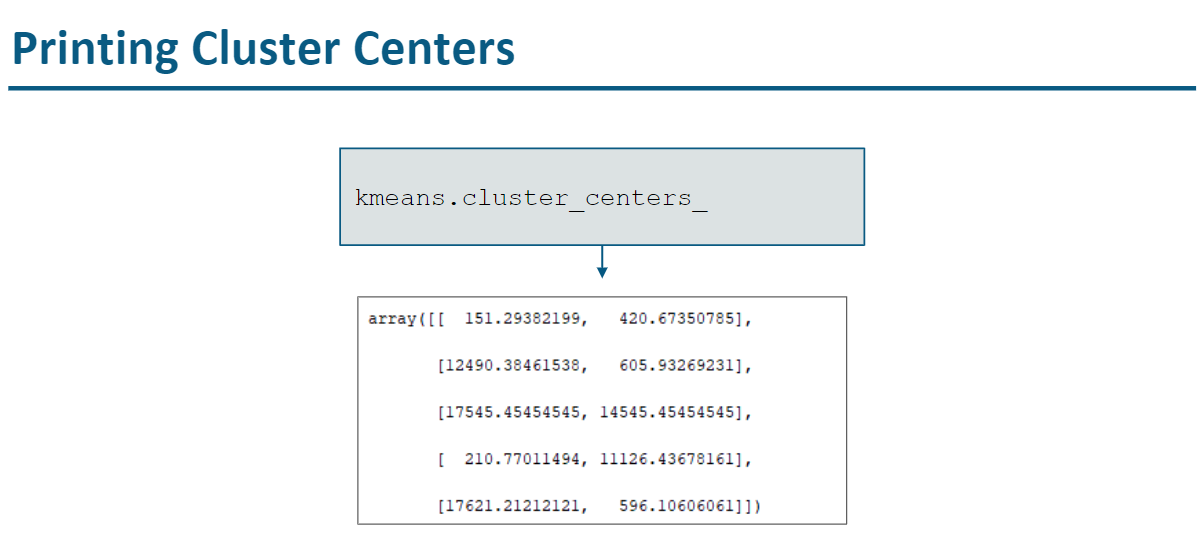 Printing Cluster Centers
kmeans.cluster_centers_
array([[  151.29382199,   420.67350785],
[12490.38461538,   605.93269231],
[17545.45454545, 14545.45454545],
[  210.77011494, 11126.43678161],
[17621.21212121,   596.10606061]])